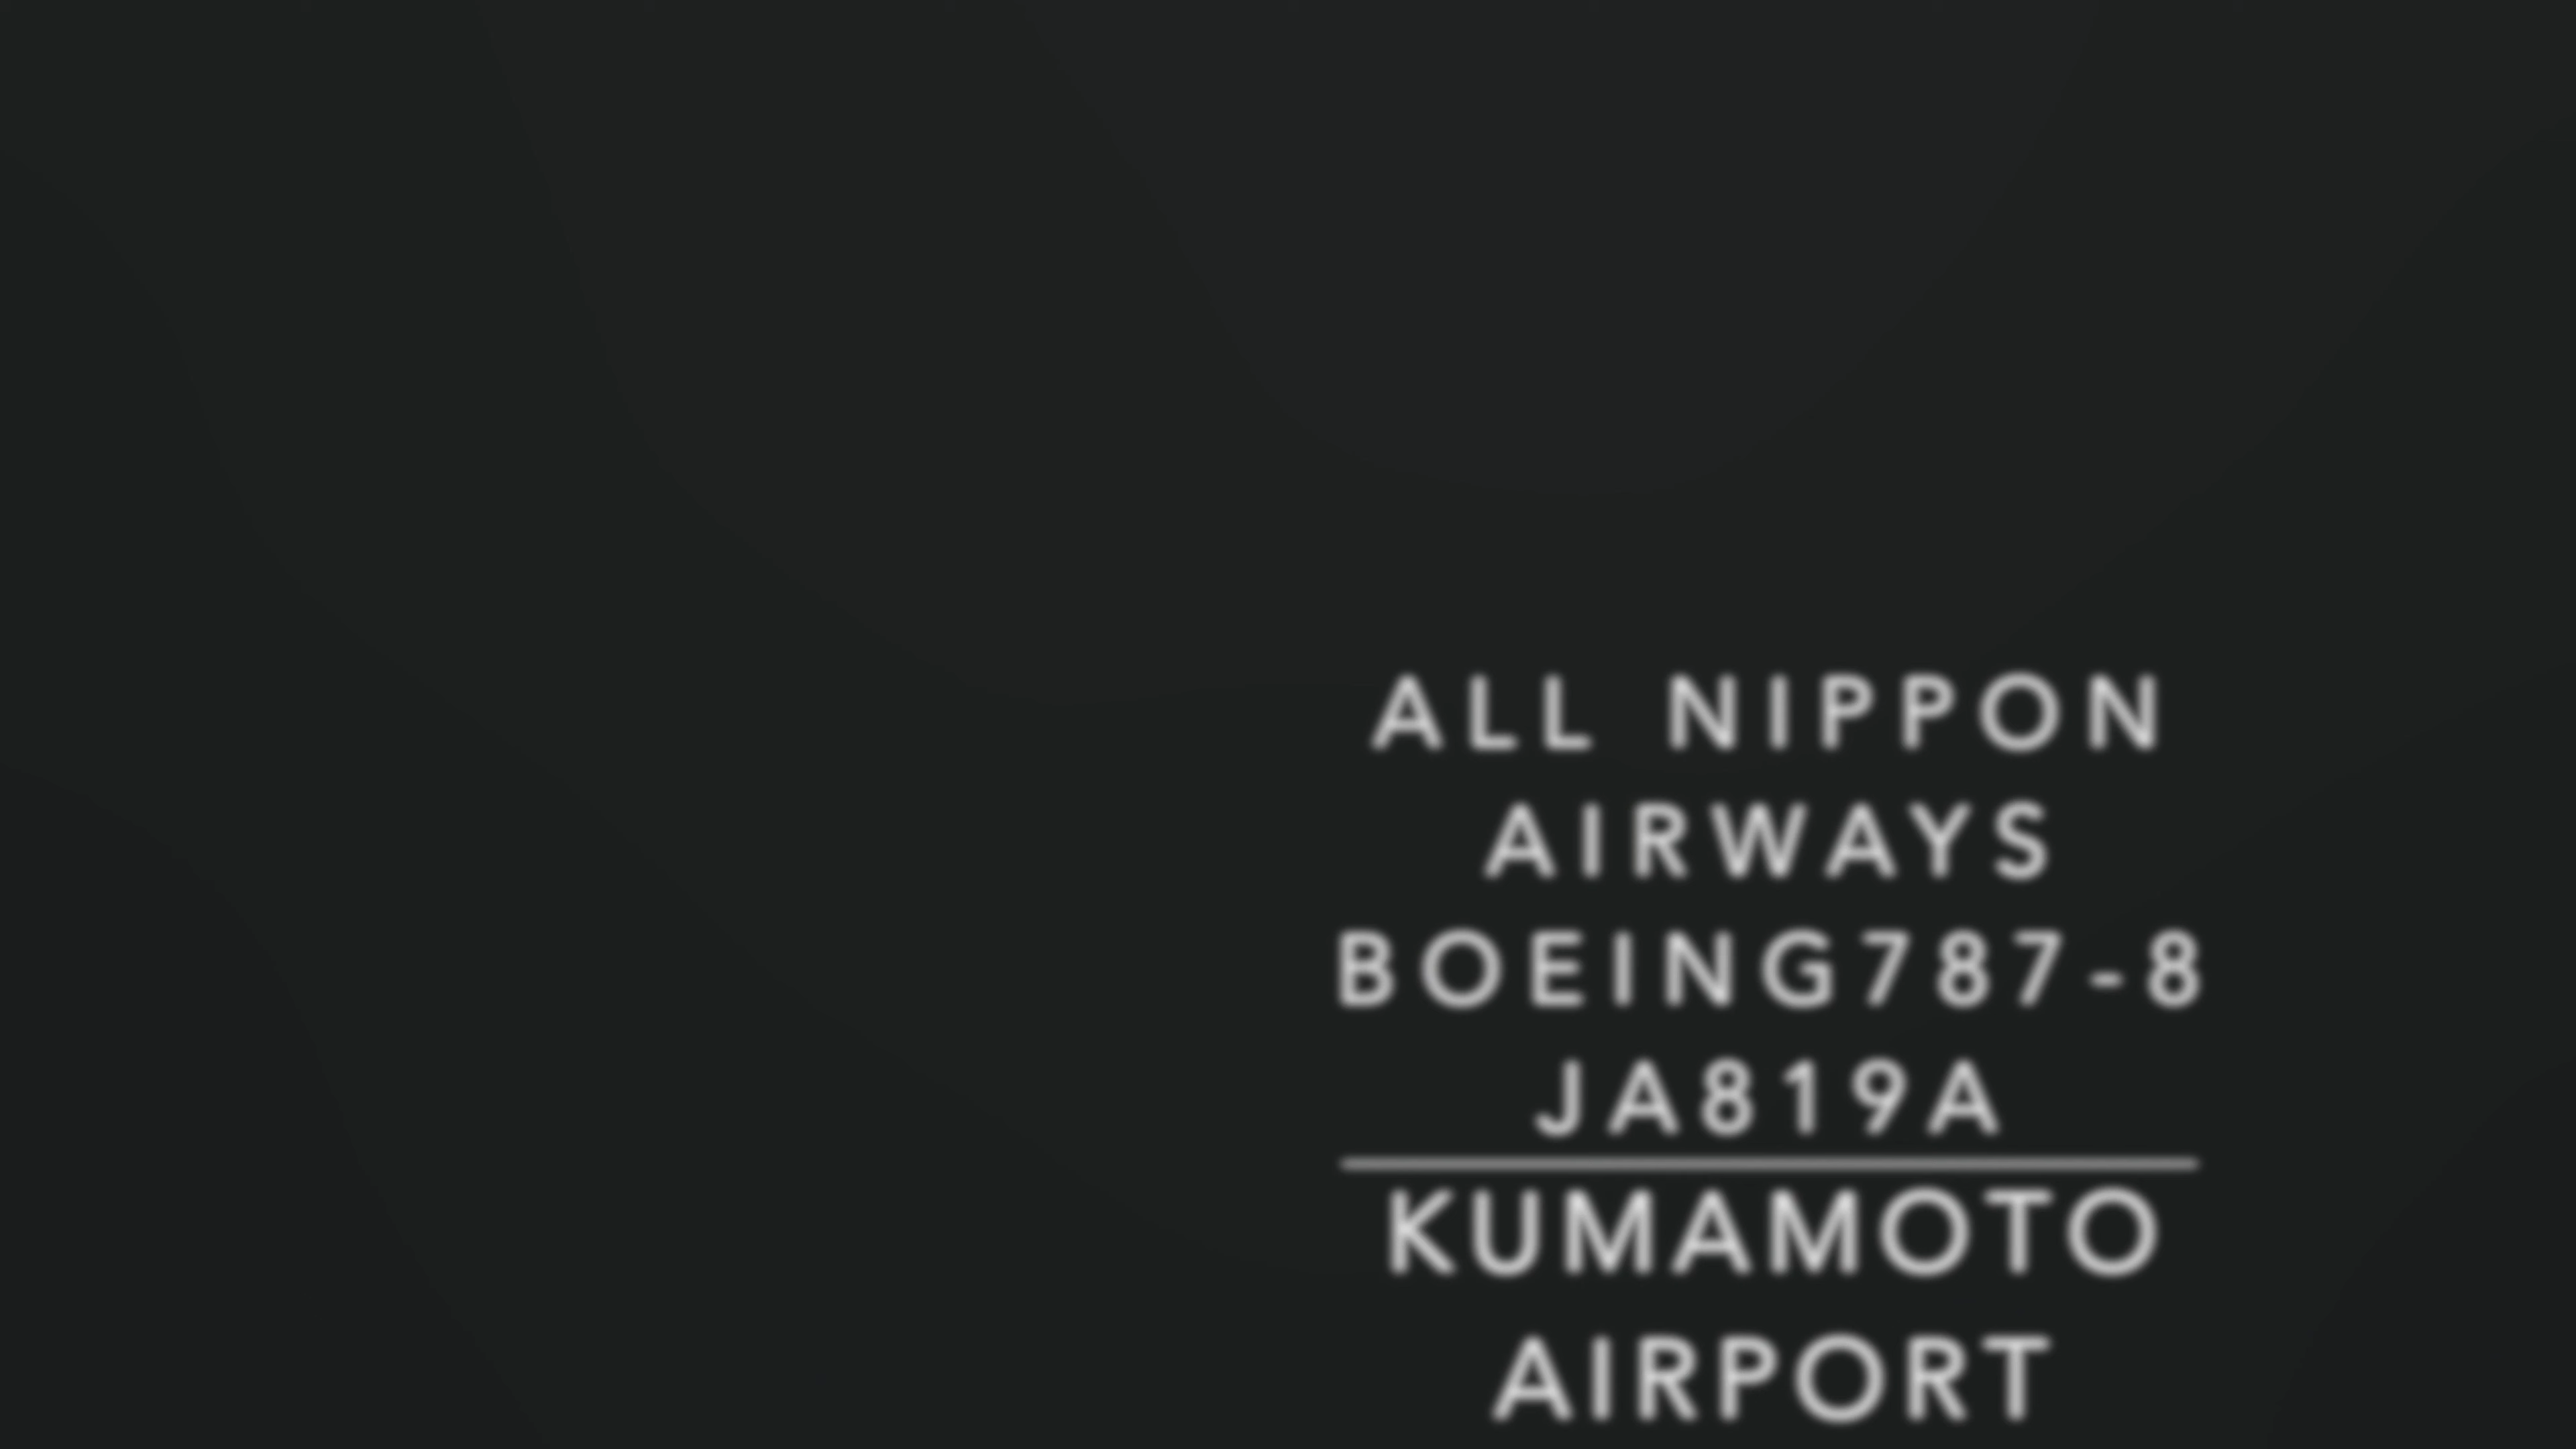 ALL NIPPON
AIRWAYS
BOEING787-8
JA819A
KUMAMOTO
AIRPORT